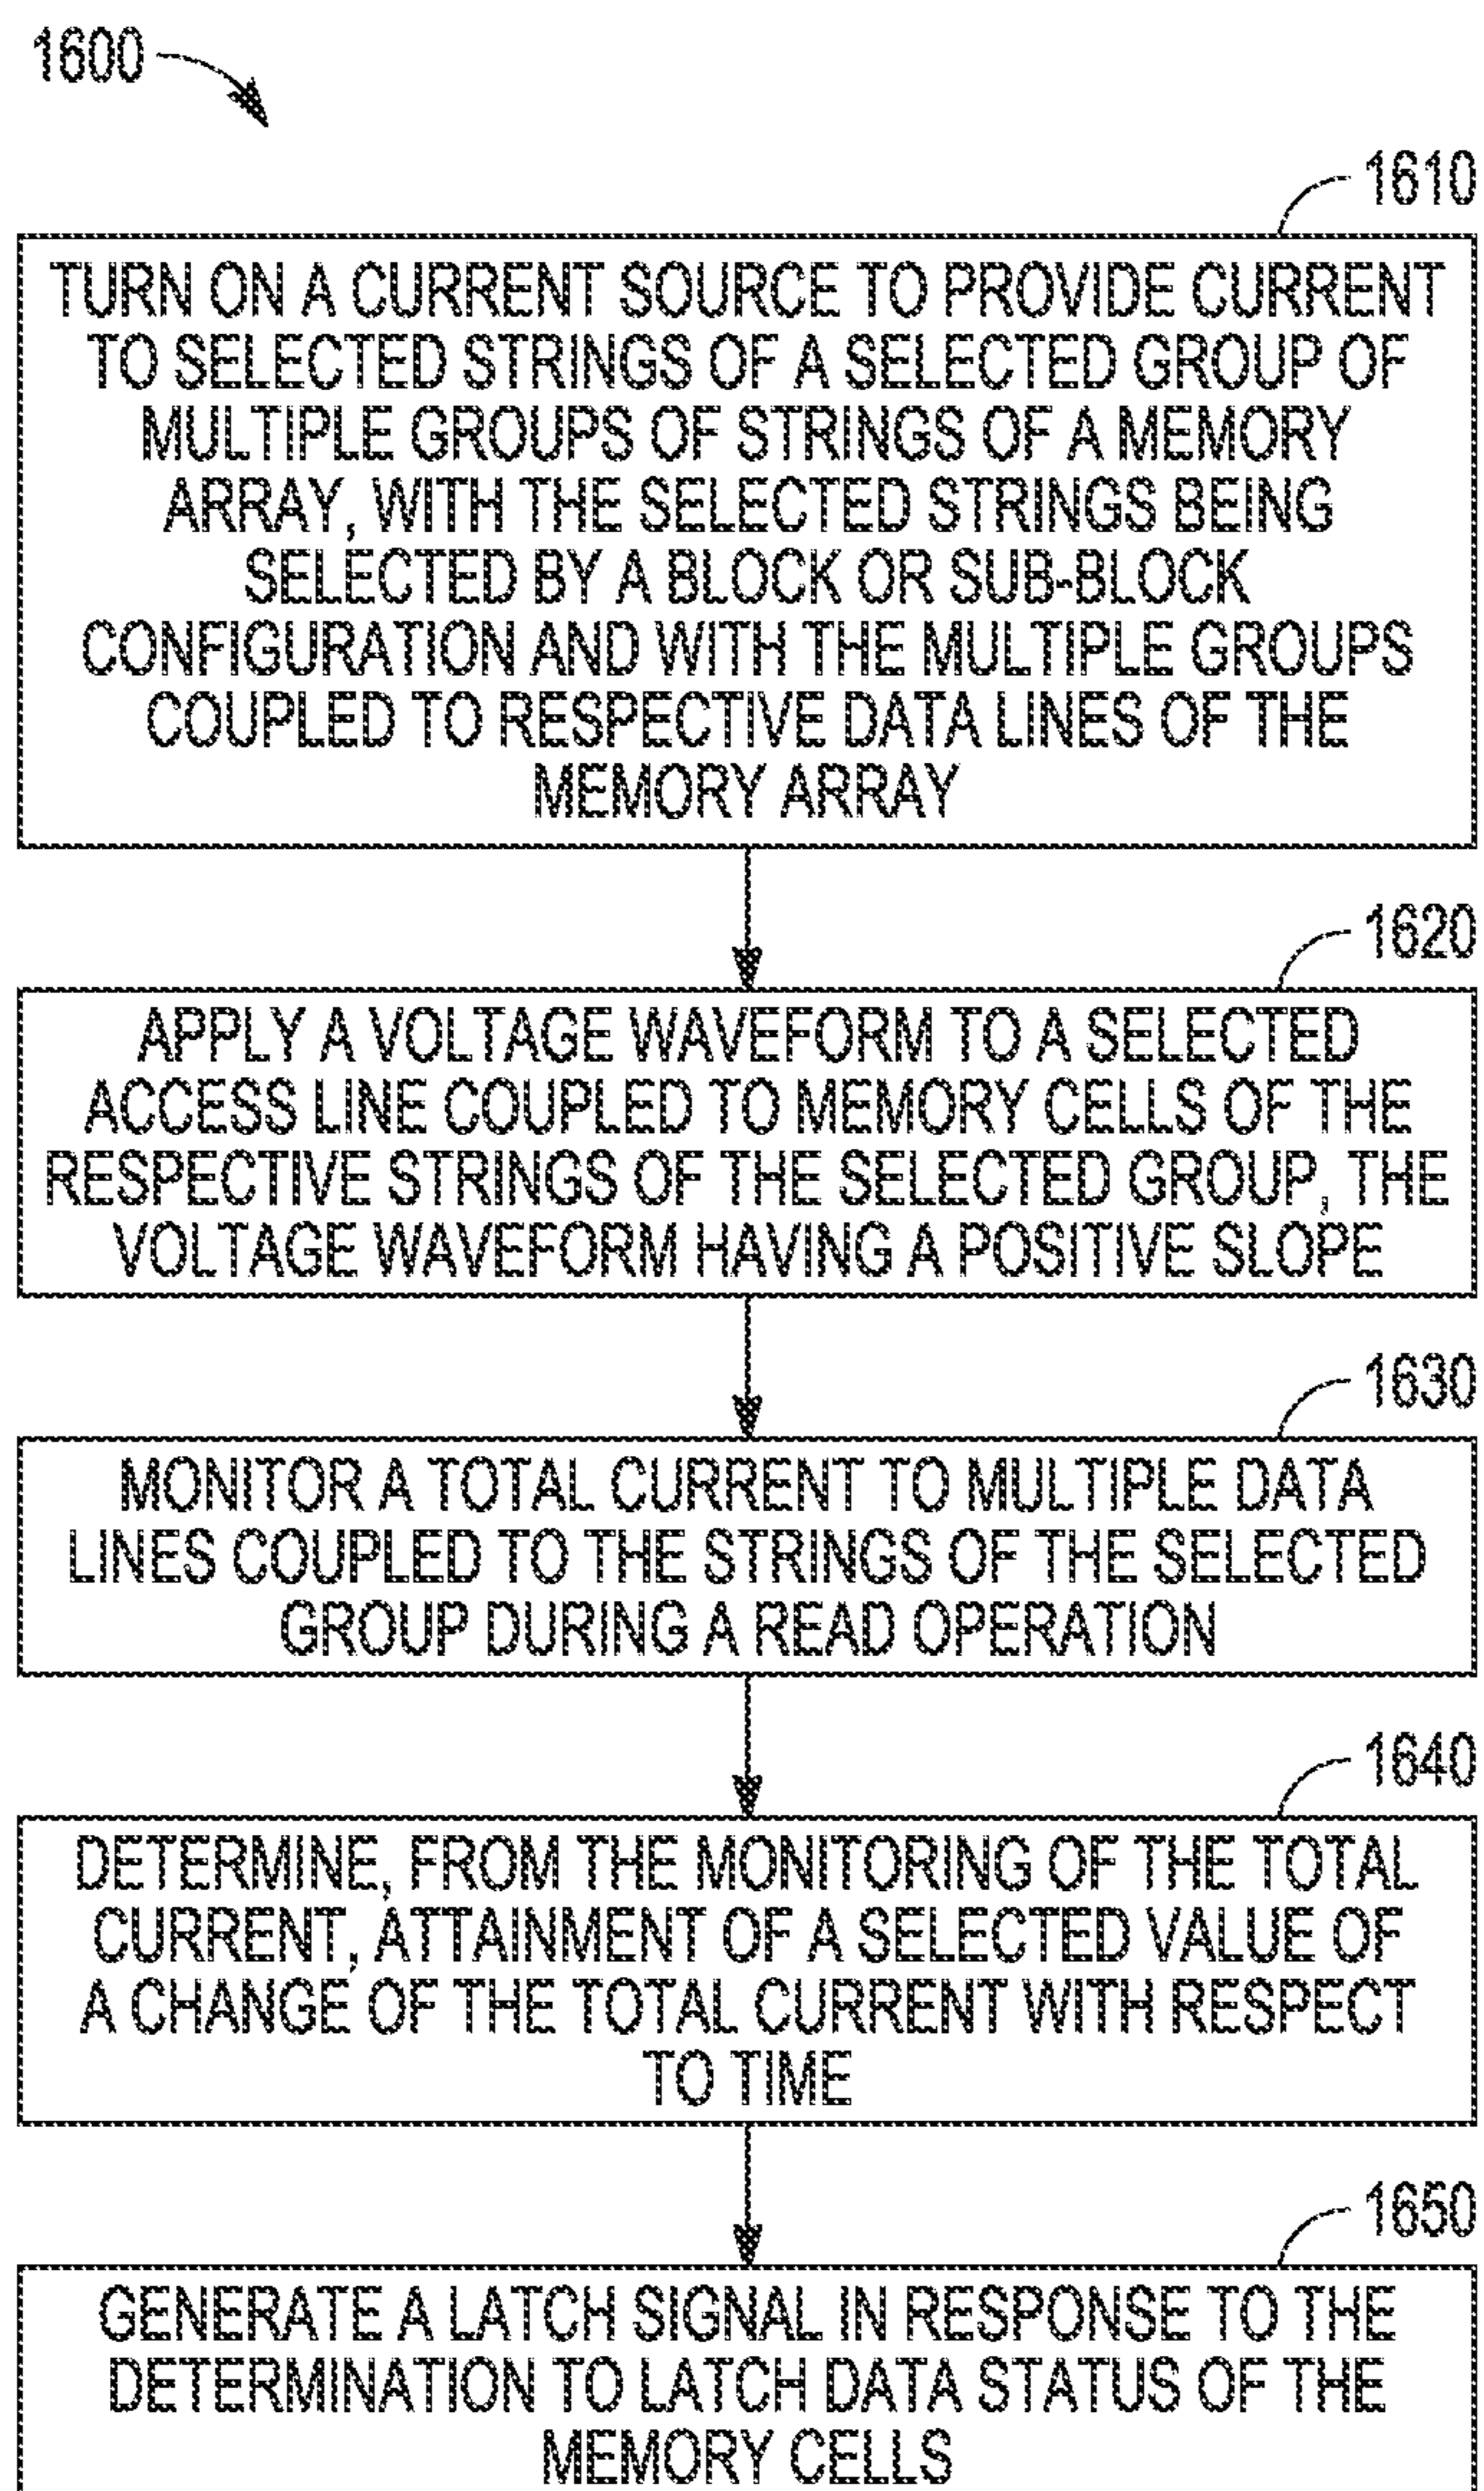 1600
1610
TURN ON A CURRENT SOURCE TO PROVIDE CURRENT
TO SELECTED STRINGS OF A SELECTED GROUP OF
MULTIPLE GROUPS OF STRINGS OF A MEMORY
ARRAY, WITH THE SELECTED STRINGS BEING
SELECTED BY A BLOCK OR SUB-BLOCK
CONFIGURATION AND WITH THE MULTIPLE GROUPS
COUPLED TO RESPECTIVE DATA LINES OF THE
MEMORY ARRAY
1620
APPLY A VOLTAGE WAVEFORM TO A SELECTED
ACCESS LINE COUPLED TO MEMORY CELLS OF THE
RESPECTIVE STRINGS OF THE SELECTED GROUP, THE
VOLTAGE WAVEFORM HAVING A POSITIVE SLOPE
1630
MONITOR A TOTAL CURRENT TO MULTIPLE DATA
LINES COUPLED TO THE STRINGS OF THE SELECTED
GROUP DURING A READ OPERATION
1640
DETERMINE, FROM THE MONITORING OF THE TOTAL
CURRENT, ATTAINMENT OF A SELECTED VALUE OF
A CHANGE OF THE TOTAL CURRENT WITH RESPECT
TO TIME
1650
GENERATE A LATCH SIGNAL IN RESPONSE TO THE
DETERMINATION TO LATCH DATA STATUS OF THE
MEMORY CELLS